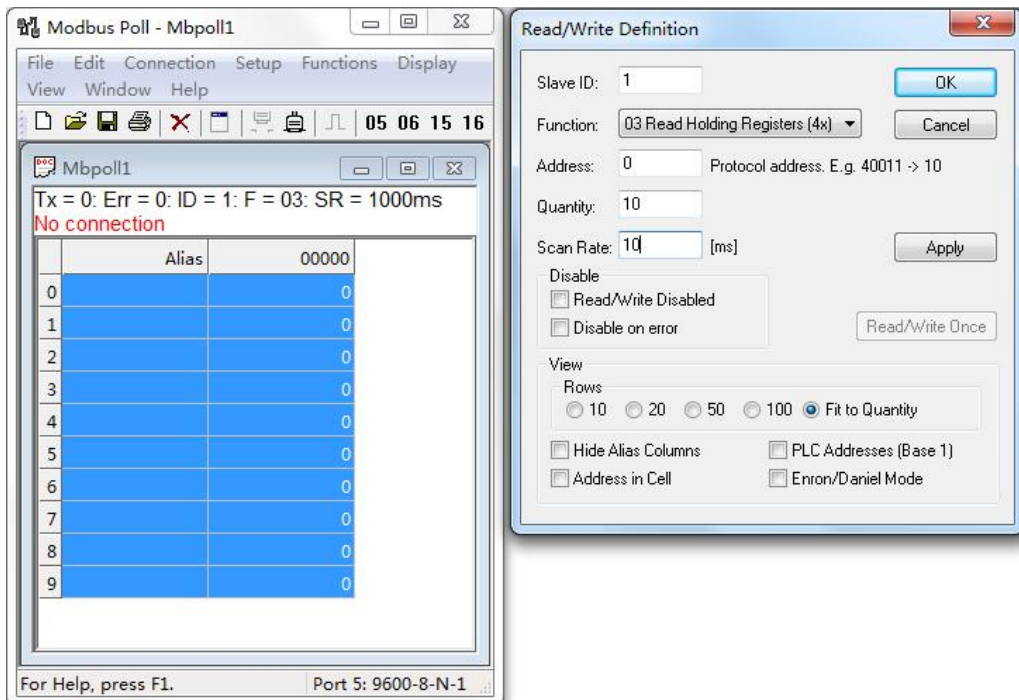 Modbus Poll - Mbpoll1
File Edit Connection Setup Functions Display
View Window Help
05 06 15 16
Mbpoll1
Tx = 0: Err = 0: ID = 1: F = 03: SR = 1000ms
No connection
Alias 00000
0 0
1 0
2 0
3 0
4 0
5 0
6 0
7 0
8 0
9 0
For Help, press F1. Port 5: 9600-8-N-1
Read/Write Definition
Slave ID: 1 OK
Function: 03 Read Holding Registers (4x) Cancel
Address: 0 Protocol address. E.g. 40011 -> 10
Quantity: 10
Scan Rate: 10 [ms] Apply
Disable
Read/Write Disabled
Disable on error Read/Write Once
View
Rows
10 20 50 100 Fit to Quantity
Hide Alias Columns PLC Addresses (Base 1)
Address in Cell Enron/Daniel Mode